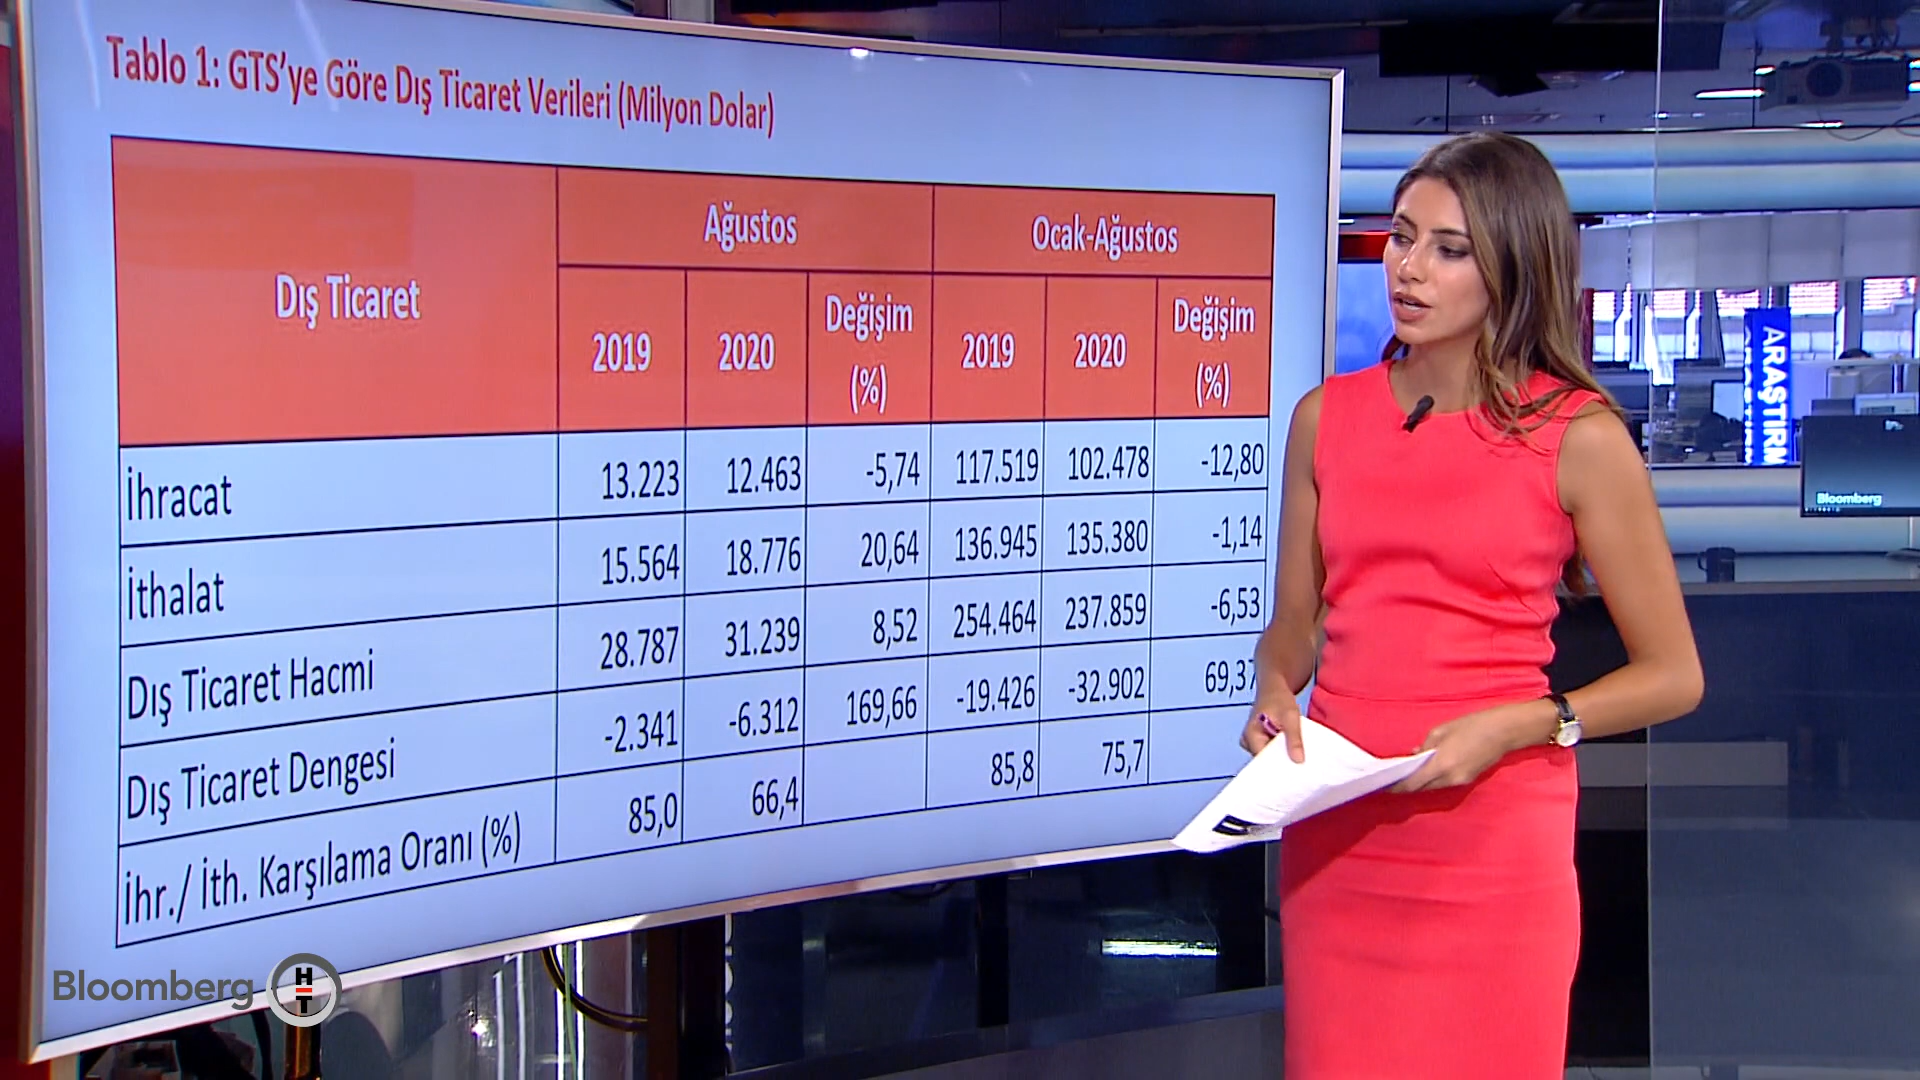 Tablo 1: GTS'ye Göre Dış Ticaret Verileri (Milyon Dolar)
Dış Ticaret
Ağustos
Ocak-Ağustos
2019
2020
Değişim
(%)
2019
2020
Değişim
(%)
İhracat 13.223 12.463 -5,74 117.519 102.478 -12,80
İthalat 15.564 18.776 20,64 136.945 135.380 -1,14
Dış Ticaret Hacmi 28.787 31.239 8,52 254.464 237.859 -6,53
Dış Ticaret Dengesi -2.341 -6.312 169,66 -19.426 -32.902 69,37
İhr./ İth. Karşılama Oranı (%) 85,0 66,4 85,8 75,7
Bloomberg HT
ARAŞTIRM
Bloomberg